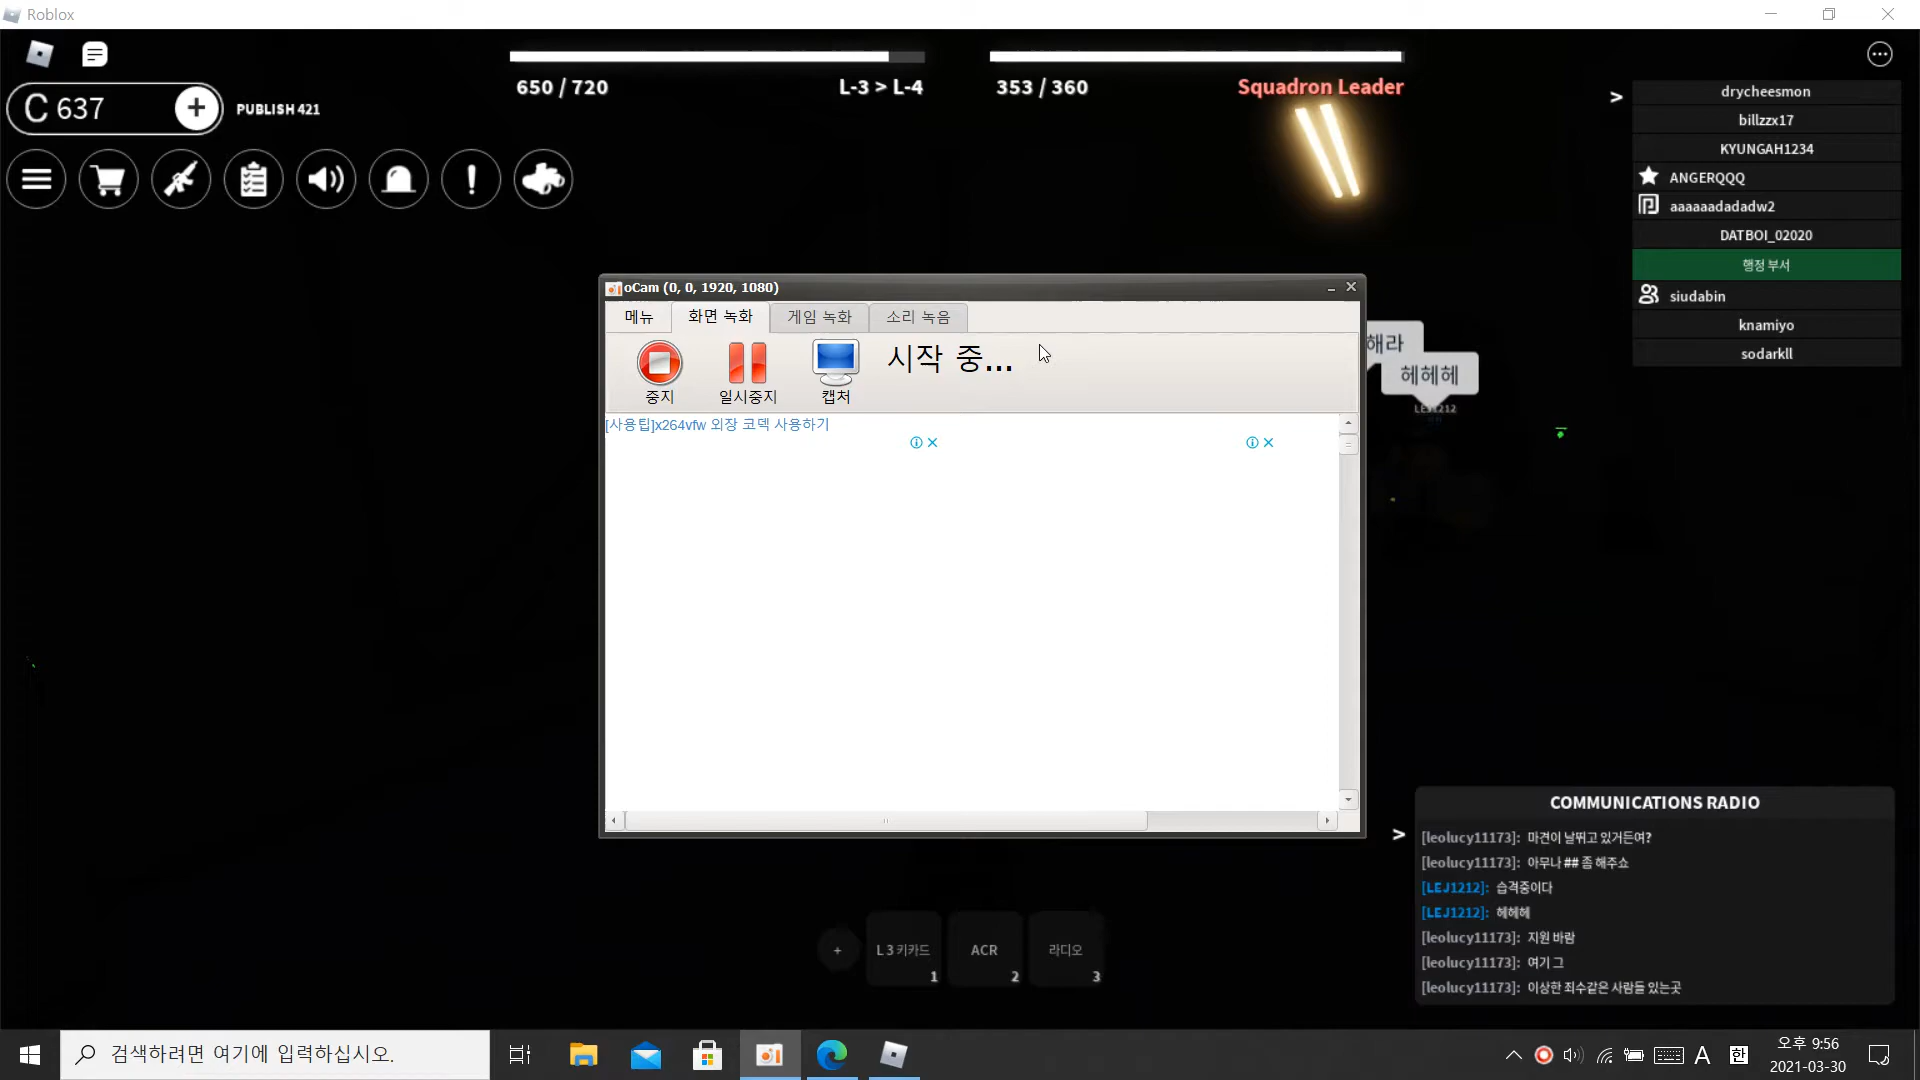 Roblox
C 637
+
PUBLISH 421
650 / 720
L-3 > L-4
353 / 360
Squadron Leader
>
drycheesmon
billzzx17
KYUNGAH1234
ANGERQQQ
aaaaaadadadw2
DATBOI_02020
행정 부서
siudabin
knamiyo
sodarkll
oCam (0, 0, 1920, 1080)
메뉴
화면 녹화
게임 녹화
소리 녹음
중지
일시중지
캡처
시작 중...
[사용팁]x264vfw 외장 코덱 사용하기
해라
헤헤헤
LEJ1212
COMMUNICATIONS RADIO
>
[leolucy11173]: 마견이 날뛰고 있거든여?
[leolucy11173]: 아무나 ## 좀 해주쇼
[LEJ1212]: 습격중이다
[LEJ1212]: 헤헤헤
[leolucy11173]: 지원 바람
[leolucy11173]: 여기 그
[leolucy11173]: 이상한 죄수같은 사람들 있는곳
+
L 3 키카드
1
ACR
2
라디오
3
검색하려면 여기에 입력하십시오.
A
한
오후 9:56
2021-03-30